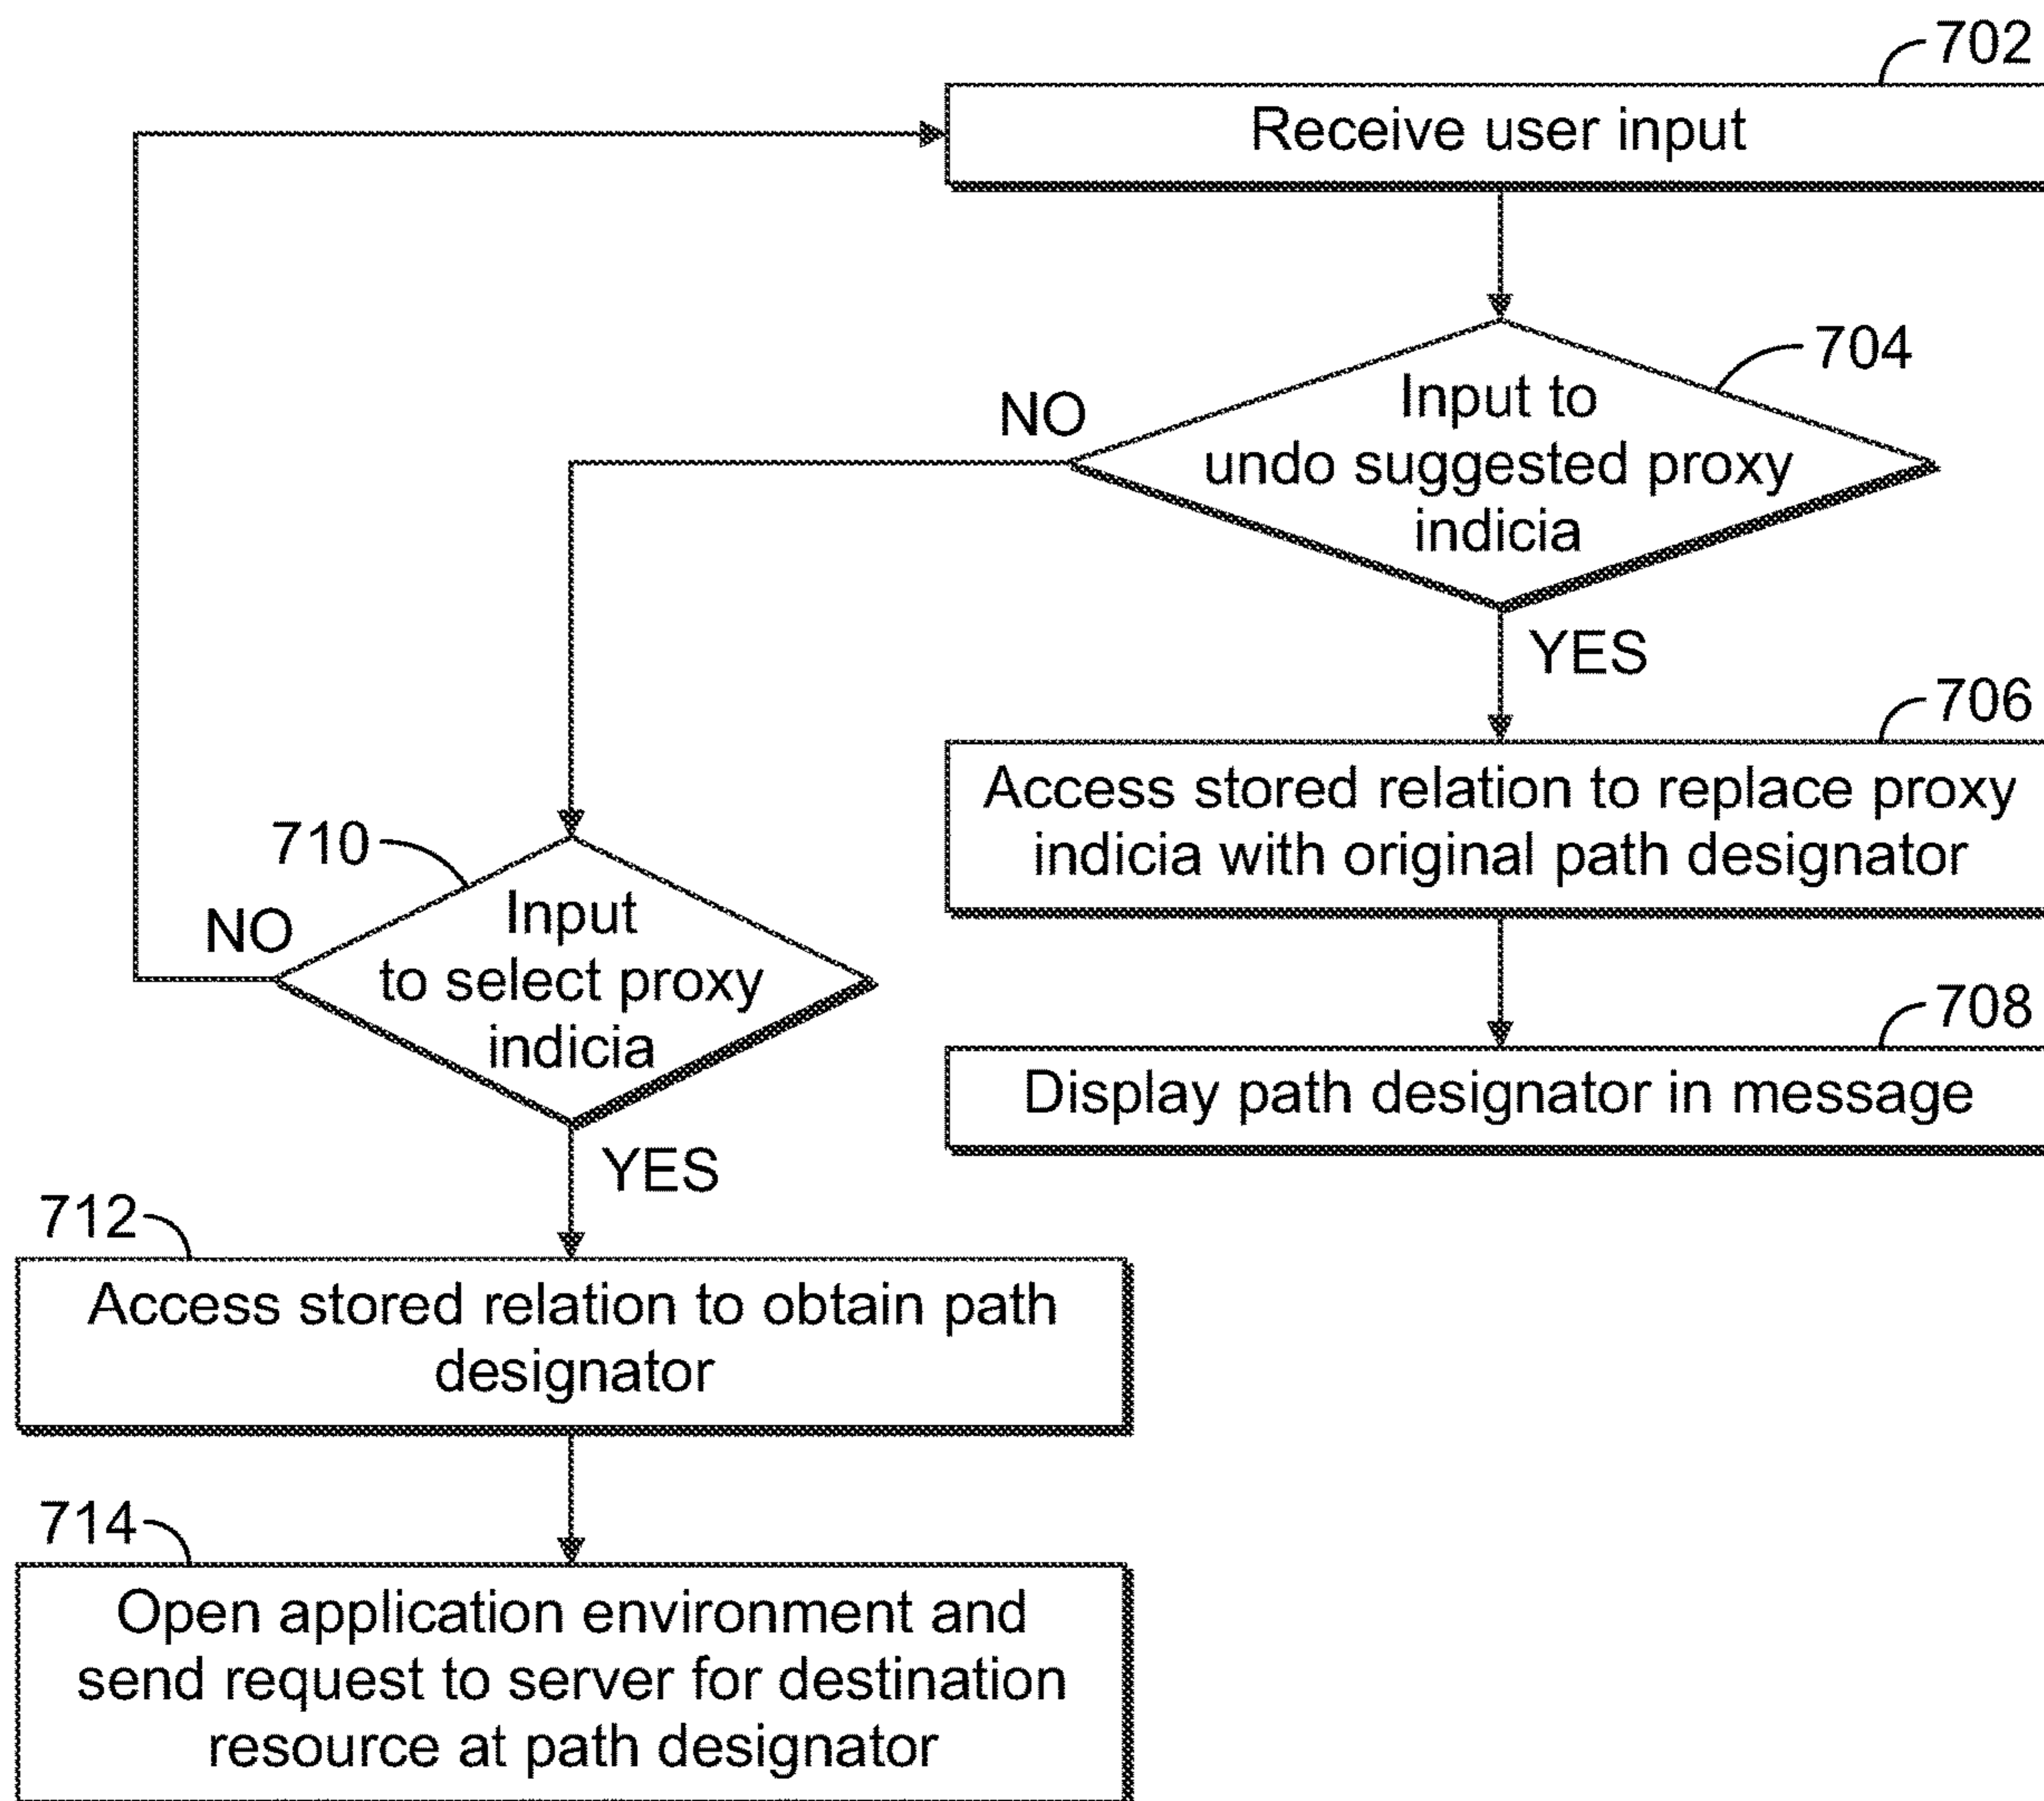 702
Receive user input
704
Input to
undo suggested proxy
indicia
NO
YES
706
Access stored relation to replace proxy
indicia with original path designator
708
Display path designator in message
710
Input
to select proxy
indicia
NO
YES
712
Access stored relation to obtain path
designator
714
Open application environment and
send request to server for destination
resource at path designator